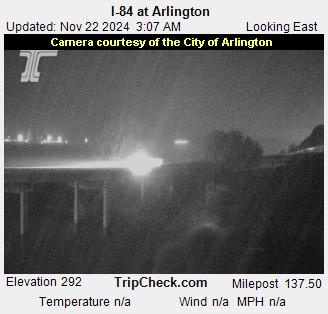 I-84 at Arlington
Updated: Nov 22 2024 3:07 AM Looking East
Camera courtesy of the City of Arlington
Elevation 292 TripCheck.com Milepost 137.50
Temperature n/a Wind n/a MPH n/a